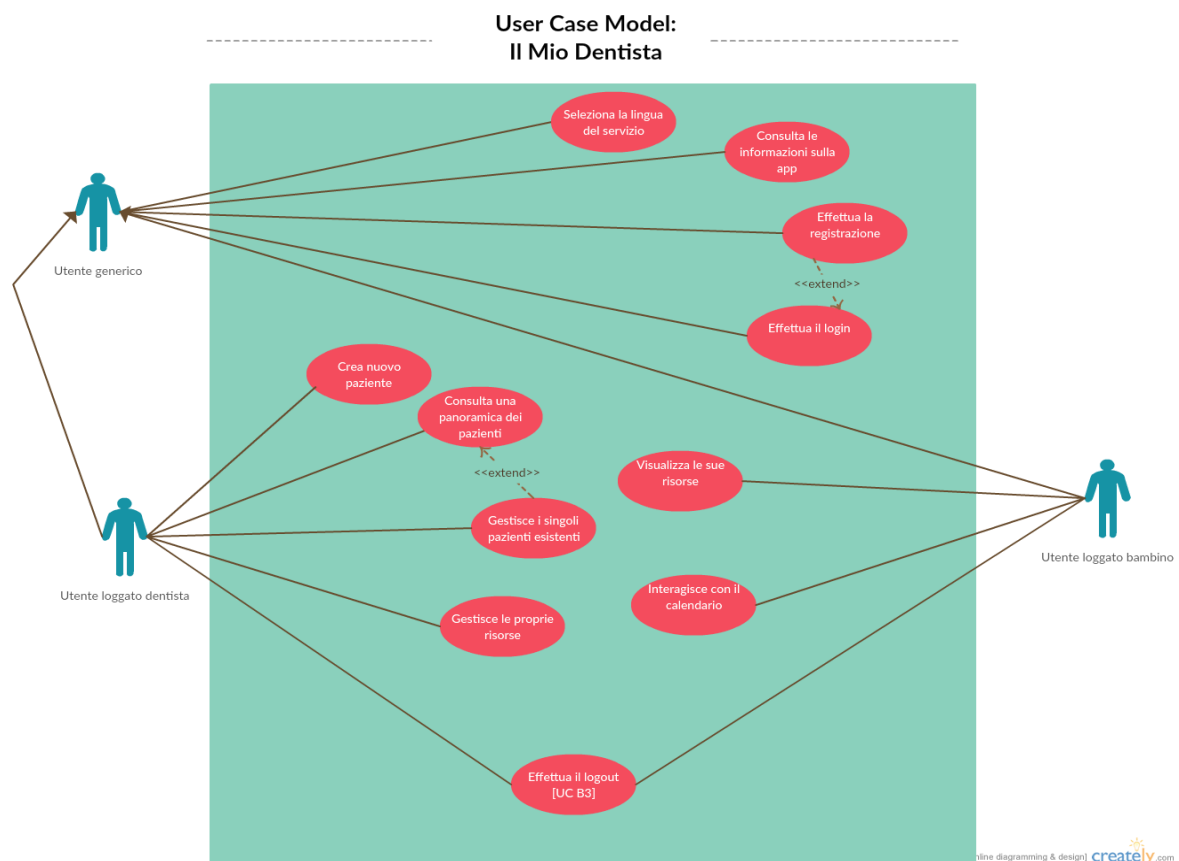 User Case Model:
Il Mio Dentista
Seleziona la lingua
del servizio
Consulta le
informazioni sulla
app
Effettua la
registrazione
Utente generico
<<extend>>
Effettua il login
Crea nuovo
paziente
Consulta una
panoramica dei
pazienti
<<extend>>
Visualizza le sue
risorse
Gestisce i singoli
pazienti esistenti
Utente loggato bambino
Utente loggato dentista
Interagisce con il
calendario
Gestisce le proprie
risorse
Effettua il logout
[UC B3]
diagramming & design] creately.com